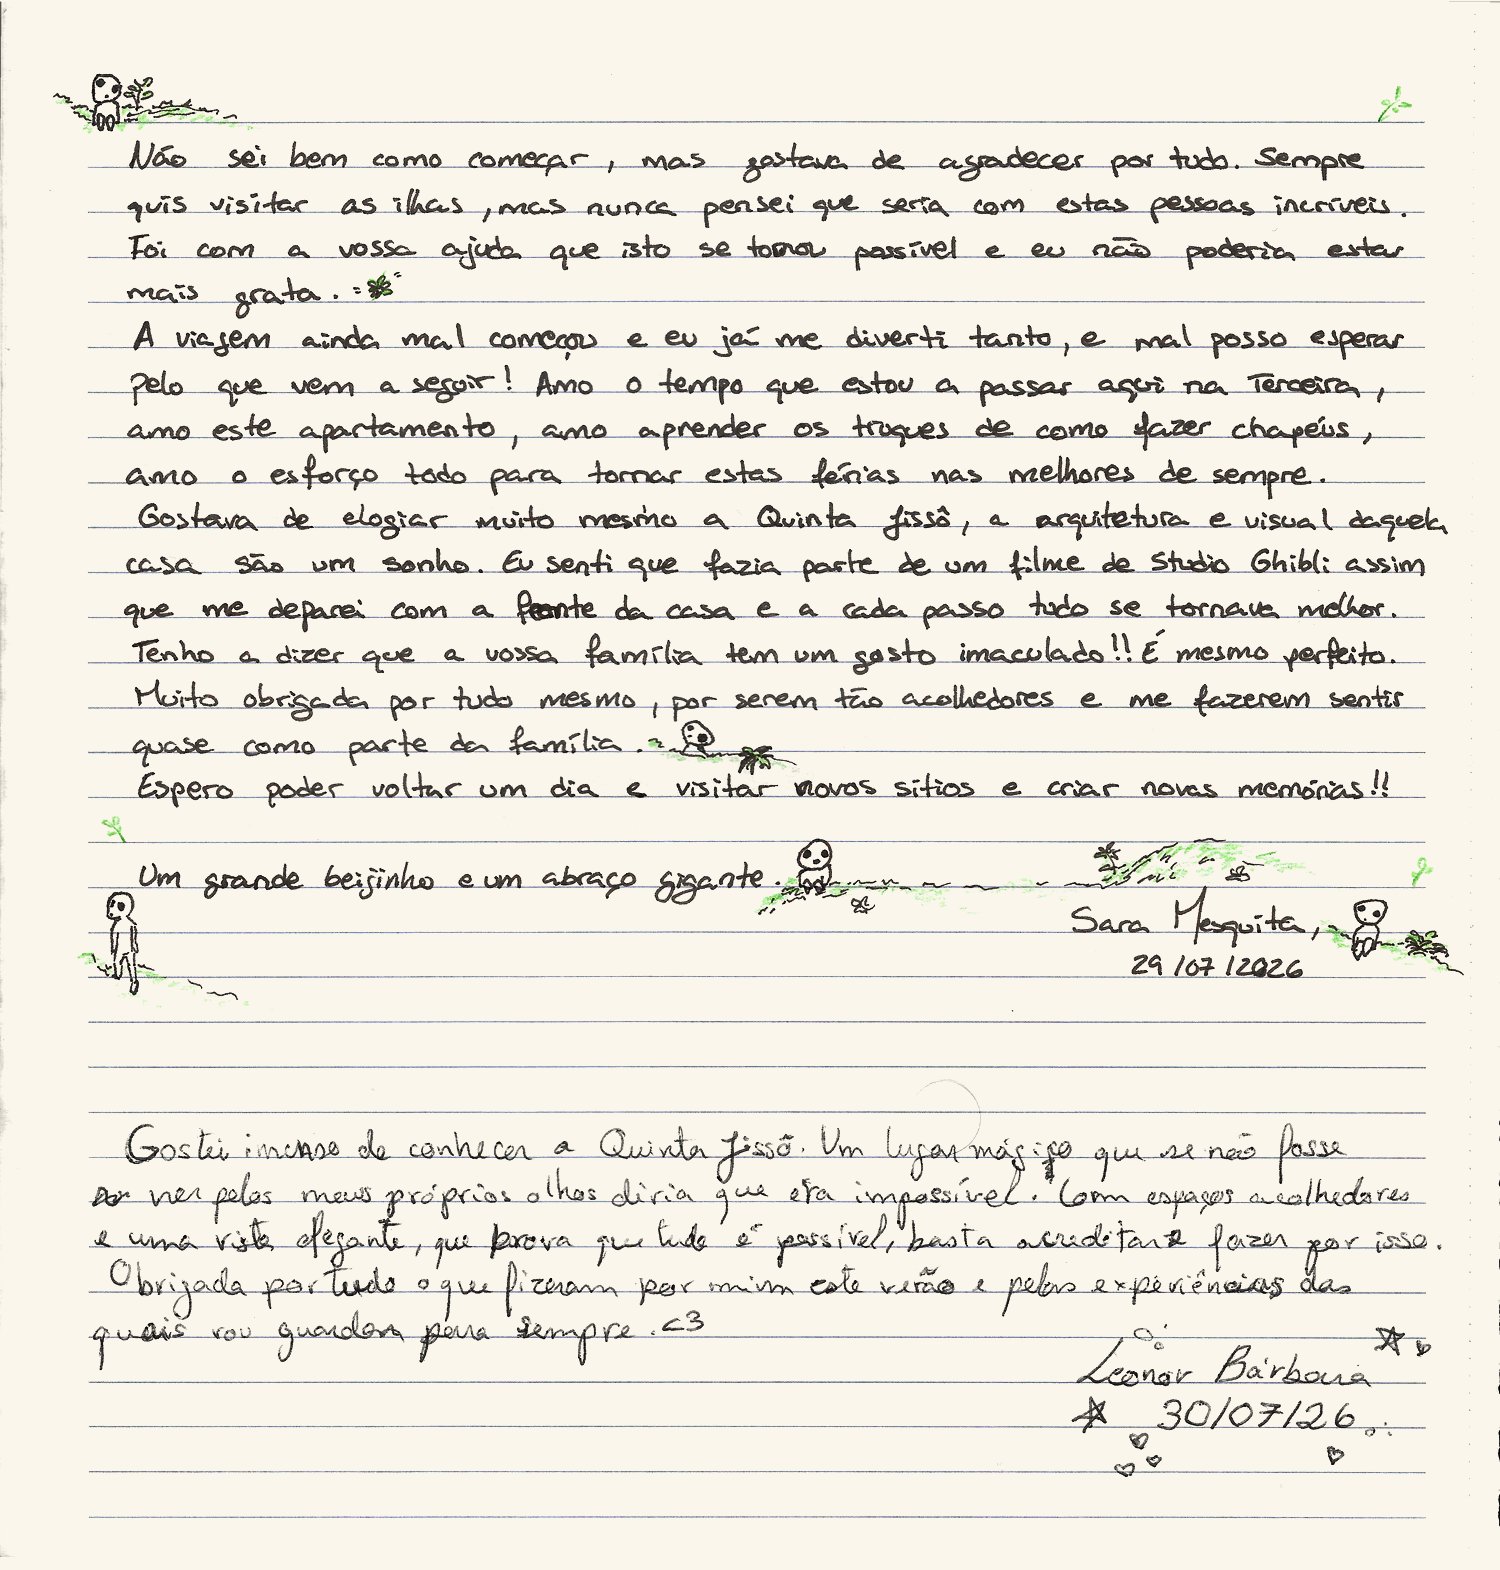 Não sei bem como começar, mas gostava de agradecer por tudo. Sempre
quis visitar as ilhas, mas nunca pensei que seria com estas pessoas incríveis.
Foi com a vossa ajuda que isto se tornou possível e eu não poderia estar
mais grata.
A viagem ainda mal começou e eu já me diverti tanto, e mal posso esperar
pelo que vem a seguir! Amo o tempo que estou a passar aqui na Terceira,
amo este apartamento, amo aprender os truques de como fazer chapéus,
amo o esforço todo para tornar estas férias nas melhores de sempre.
Gostava de elogiar muito mesmo a Quinta fissô, a arquitetura e visual daquela
casa são um sonho. Eu senti que fazia parte de um filme de Studio Ghibli assim
que me deparei com a frente da casa e a cada passo tudo se tornava melhor.
Tenho a dizer que a vossa família tem um gosto imaculado!! É mesmo perfeito.
Muito obrigada por tudo mesmo, por serem tão acolhedores e me fazerem sentir
quase como parte da família.
Espero poder voltar um dia e visitar novos sítios e criar novas memórias!!
Um grande beijinho e um abraço gigante.
Sara Mesquita,
29/07/2026
Gostei imenso de conhecer a Quinta fissô. Um lugar mágico que se não fosse
ver pelos meus próprios olhos diria que era impossível. Com espaços acolhedores
e uma vista elegante, que prova que tudo é possível, basta acreditar e fazer por isso.
Obrigada por tudo o que fizeram por mim este verão e pelas experiências das
quais vou guardar para sempre. <3
Leonor Bárbara
30/07/26